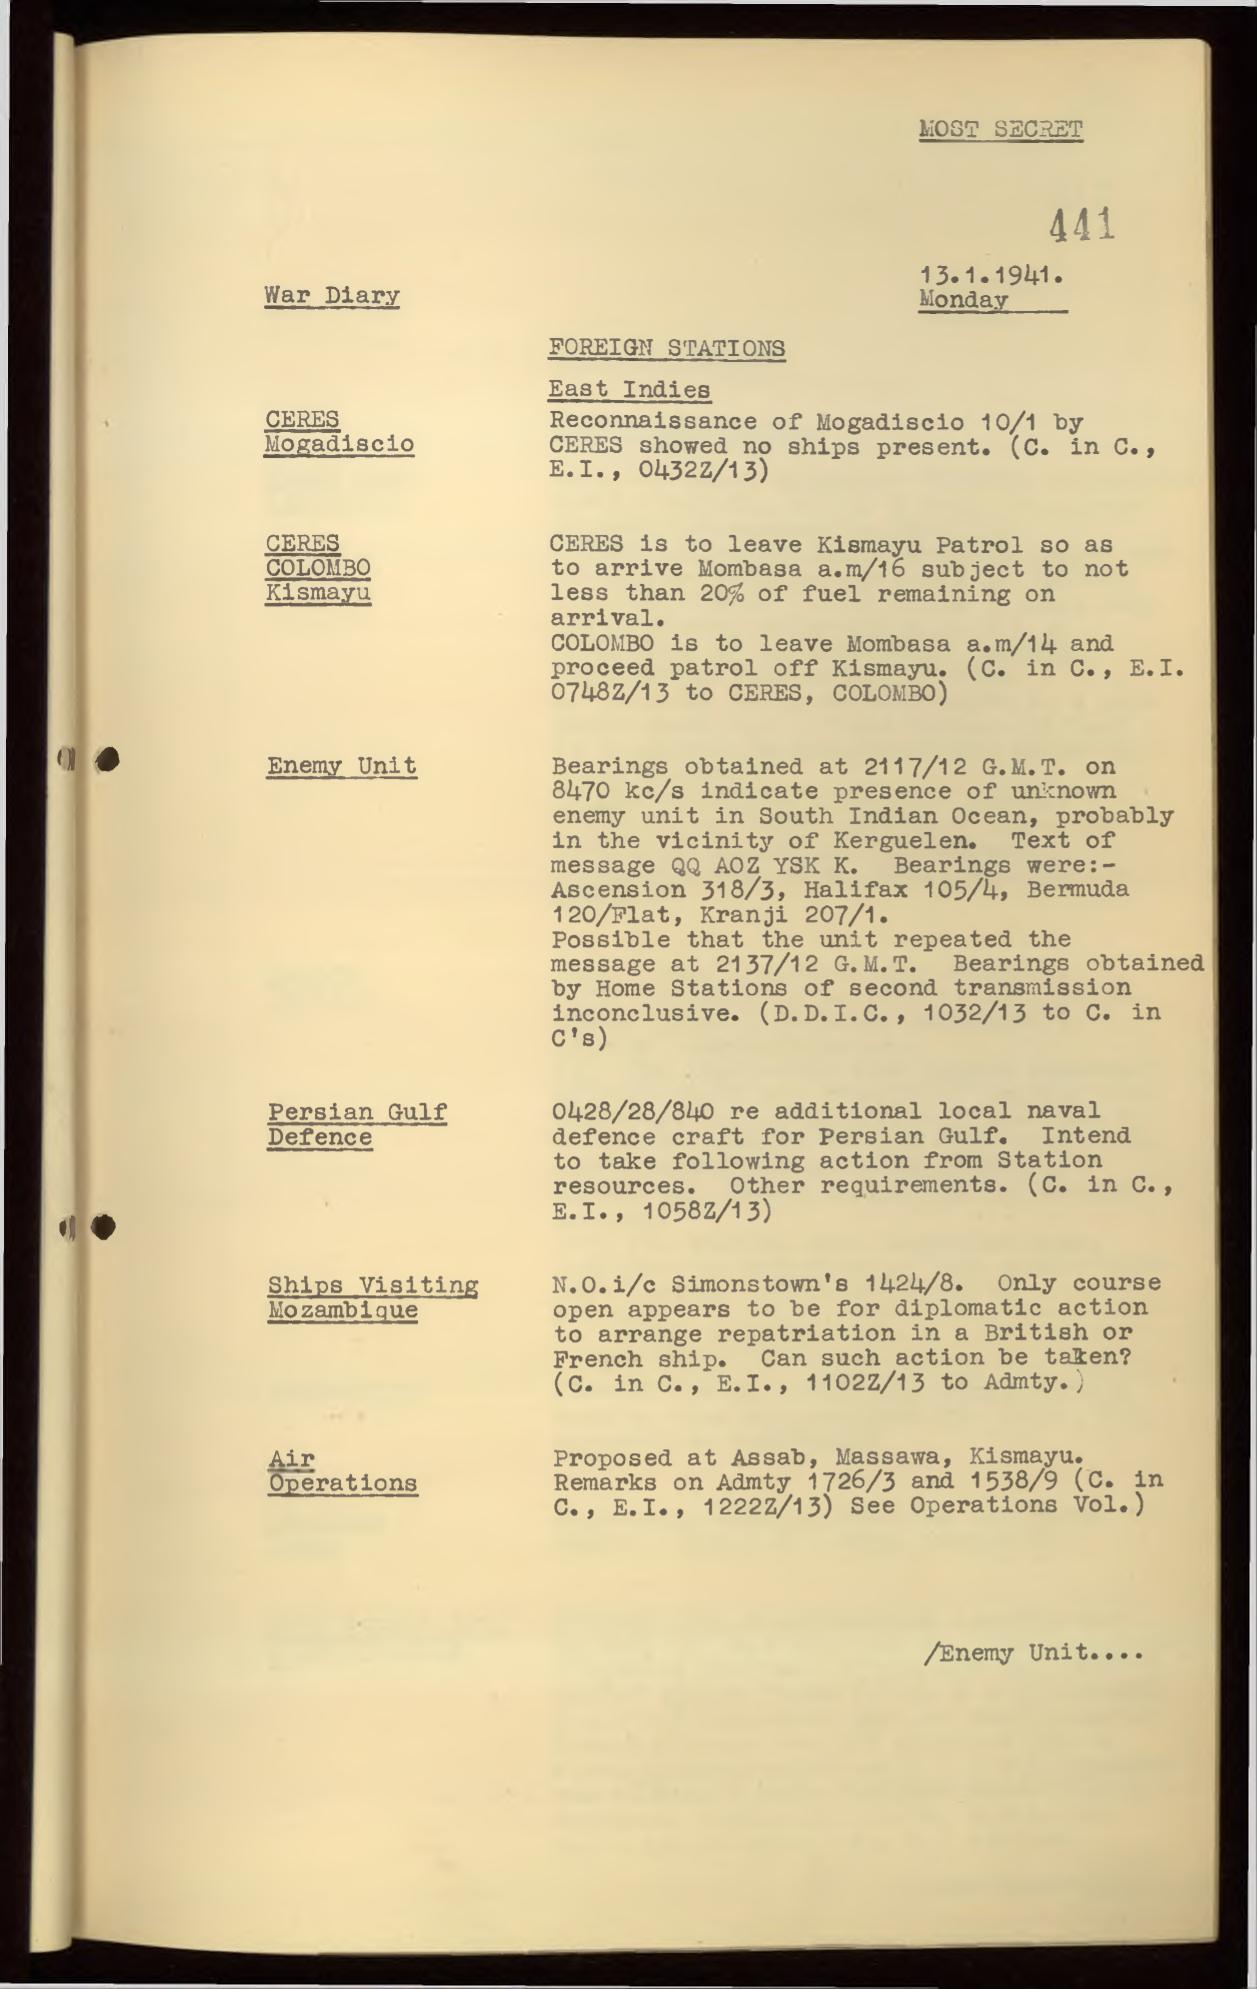 MOST SECRET
441
13.1.1941.
War Diary
Monday
FOREIGN STATIONS
East Indies
CERES
Mogadiscio
Reconnaissance of Mogadiscio 10/1 by
CERES showed no ships present. (C. in C.,
E.I., 0432Z/13)
CERES
COLOMBO
Kismayu
CERES is to leave Kismayu Patrol so as
to arrive Mombasa a.m/16 subject to not
less than 20% of fuel remaining on
arrival.
COLOMBO is to leave Mombasa a.m/14 and
proceed patrol off Kismayu. (C. in C., E.I.
0748Z/13 to CERES, COLOMBO)
Enemy Unit
Bearings obtained at 2117/12 G.M.T. on
8470 kc/s indicate presence of unknown
enemy unit in South Indian Ocean, probably
in the vicinity of Kerguelen. Text of
message QQ AOZ YSK K. Bearings were:-
Ascension 318/3, Halifax 105/4, Bermuda
120/Flat, Kranji 207/1.
Possible that the unit repeated the
message at 2137/12 G.M.T. Bearings obtained
by Home Stations of second transmission
inconclusive. (D.D.I.C., 1032/13 to C. in
C's)
Persian Gulf
Defence
0428/28/840 re additional local naval
defence craft for Persian Gulf. Intend
to take following action from Station
resources. Other requirements. (C. in C.,
E.I., 1058Z/13)
Ships Visiting
Mozambique
N.O.i/c Simonstown's 1424/8. Only course
open appears to be for diplomatic action
to arrange repatriation in a British or
French ship. Can such action be taken?
(C. in C., E.I., 1102Z/13 to Admty.)
Air
Operations
Proposed at Assab, Massawa, Kismayu.
Remarks on Admty 1726/3 and 1538/9 (C. in
C., E.I., 1222Z/13) See Operations Vol.)
/Enemy Unit....